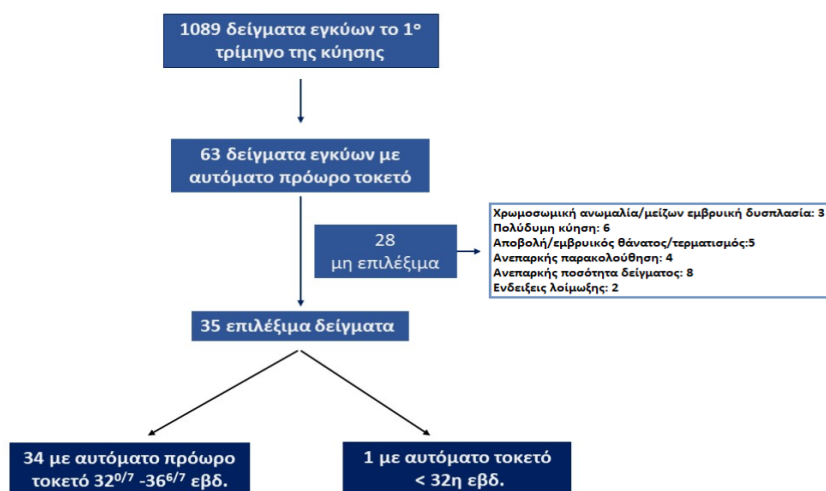 1089 δείγματα εγκύων το 1ο
τρίμηνο της κύησης
63 δείγματα εγκύων με
αυτόματο πρόωρο τοκετό
28
μη επιλέξιμα
Χρωμοσωμική ανωμαλία/μείζων εμβρυική δυσπλασία: 3
Πολύδυμη κύηση: 6
Αποβολή/εμβρυικός θάνατος/τερματισμός:5
Ανεπαρκής παρακολούθηση: 4
Ανεπαρκής ποσότητα δείγματος: 8
Ενδειξεις λοίμωξης: 2
35 επιλέξιμα δείγματα
34 με αυτόματο πρόωρο
τοκετό 32⁰/⁷ -36⁶/⁷ εβδ.
1 με αυτόματο τοκετό
< 32η εβδ.